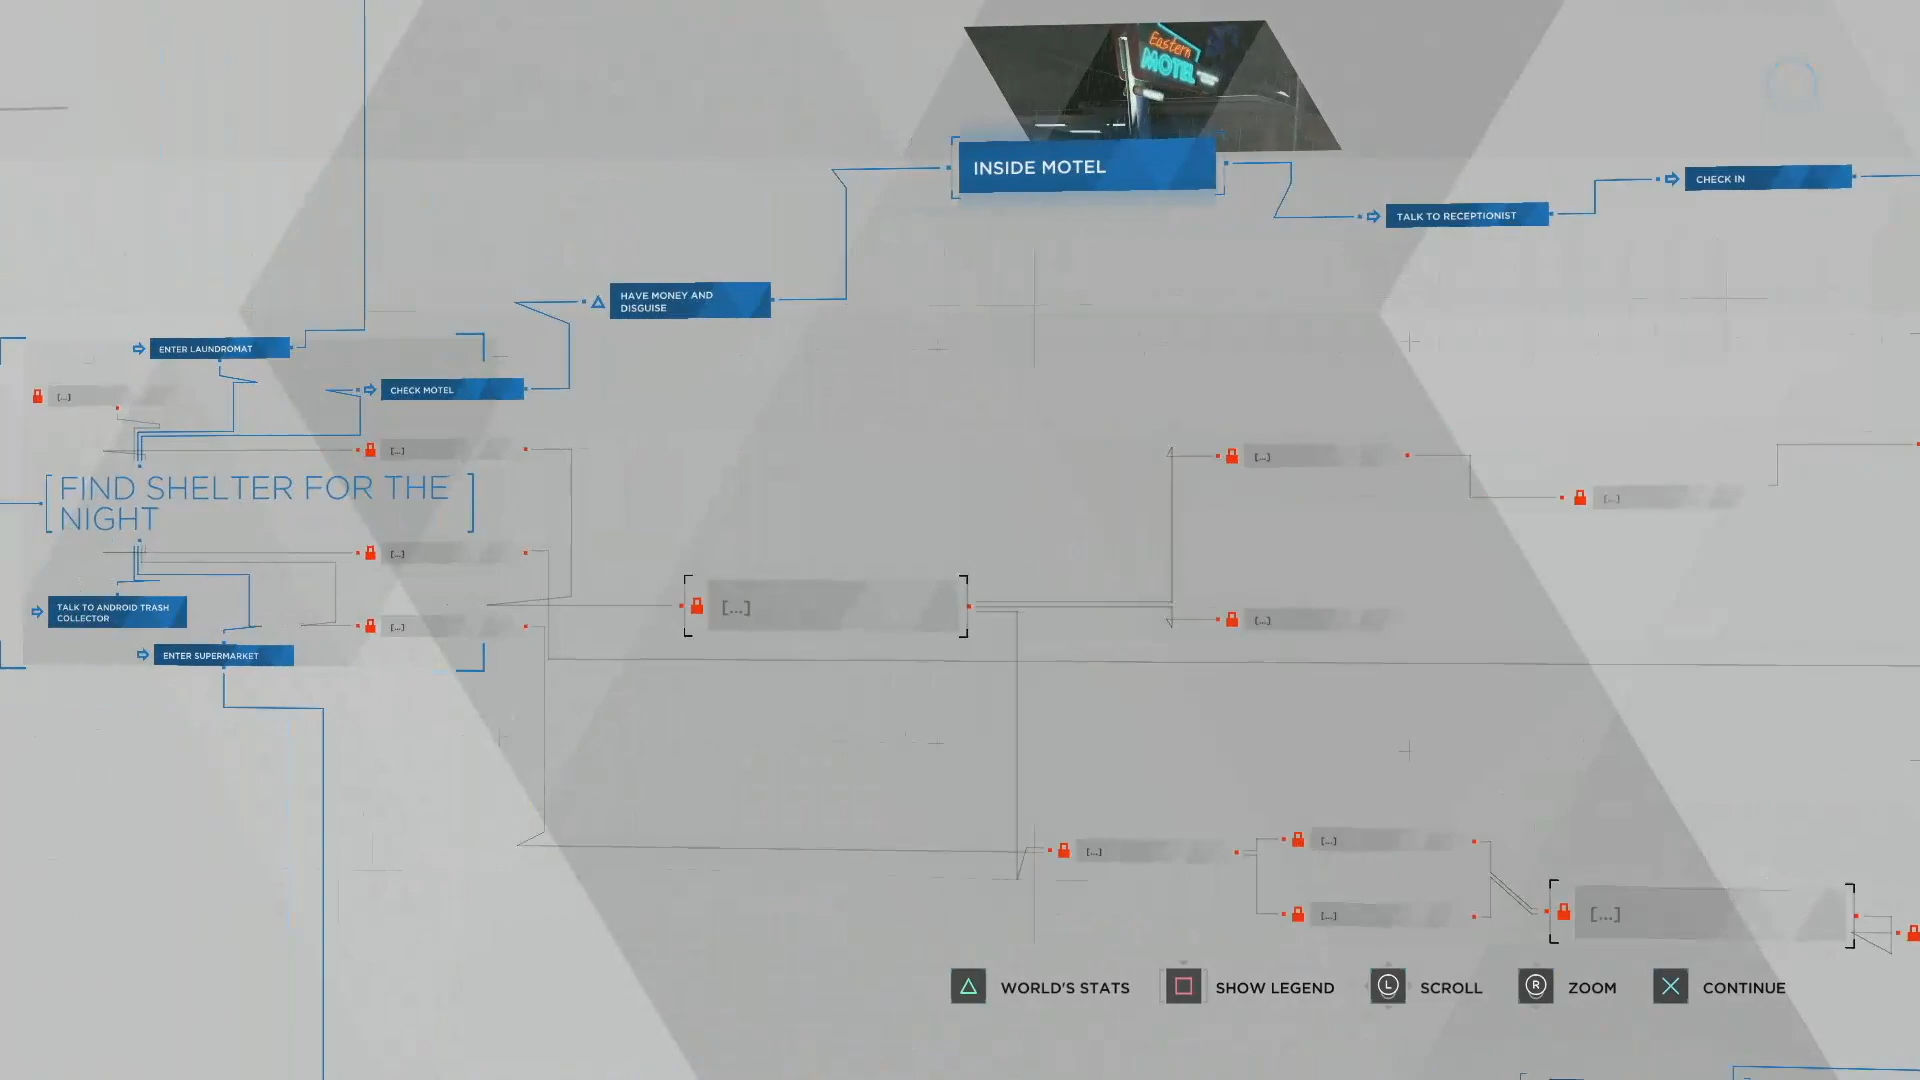 Eastern
MOTEL
INSIDE MOTEL
CHECK IN
TALK TO RECEPTIONIST
HAVE MONEY AND
DISGUISE
ENTER LAUNDROMAT
CHECK MOTEL
[...]
[...]
[...]
[...]
FIND SHELTER FOR THE
NIGHT
[...]
TALK TO ANDROID TRASH
COLLECTOR
[...]
[...]
[...]
ENTER SUPERMARKET
[...]
[...]
[...]
[...]
WORLD'S STATS
SHOW LEGEND
L
SCROLL
R
ZOOM
CONTINUE